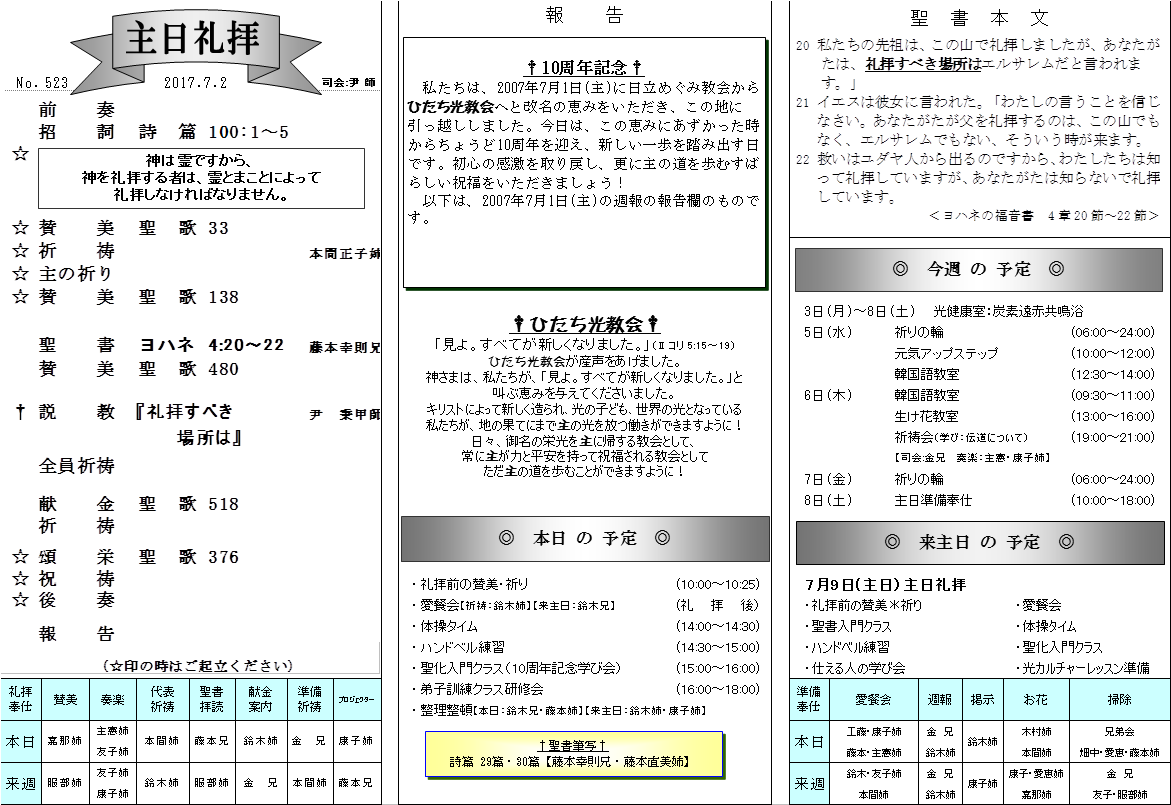 主日礼拝
No. 523
2017.7.2
司会:尹 師
前 奏
招 詞 詩 篇 100:1～5
☆
神は霊ですから、
神を礼拝する者は、霊とまことによって
礼拝しなければなりません。
☆ 賛 美 聖 歌 33
☆ 祈 祷 本間正子姉
☆ 主の祈り
☆ 賛 美 聖 歌 138
聖 書 ヨハネ 4:20～22 藤本幸則兄
賛 美 聖 歌 480
† 説 教 『礼拝すべき 尹 秉甲師
場所は』
全員祈祷
献 金 聖 歌 518
祈 祷
☆ 頌 栄 聖 歌 376
☆ 祝 祷
☆ 後 奏
報 告
(☆印の時はご起立ください)
礼拝奉仕 賛美 奏楽 代表祈祷 聖書拝読 献金案内 準備祈祷 プロジェクター
本日 嘉那姉 主憲姉 友子姉 本間姉 藤本兄 鈴木姉 金 兄 康子姉
来週 服部姉 友子姉 康子姉 鈴木姉 服部姉 金 兄 本間姉 藤本兄
報 告
✝10周年記念✝
私たちは、2007年7月1日(主)に日立めぐみ教会から
ひたち光教会へと改名の恵みをいただき、この地に
引っ越ししました。今日は、この恵みにあずかった時
からちょうど10周年を迎え、新しい一歩を踏み出す日
です。初心の感激を取り戻し、更に主の道を歩むすば
らしい祝福をいただきましょう！
以下は、2007年7月1日(主)の週報の報告欄のもので
す。
✝ひたち光教会✝
「見よ。すべてが新しくなりました。」(Ⅱコリ5:15～19)
ひたち光教会が産声をあげました。
神さまは、私たちが、「見よ。すべてが新しくなりました。」と
叫ぶ恵みを与えてくださいました。
キリストによって新しく造られ、光の子ども、世界の光となっている
私たちが、地の果てにまで主の光を放つ働きができますように！
日々、御名の栄光を主に帰する教会として、
常に主が力と平安を持って祝福される教会として
ただ主の道を歩むことができますように！
◎ 本日 の 予定 ◎
・礼拝前の賛美・祈り (10:00～10:25)
・愛餐会【祈祷：鈴木姉】【来主日：鈴木兄】 (礼 拝 後)
・体操タイム (14:00～14:30)
・ハンドベル練習 (14:30～15:00)
・聖化入門クラス(10周年記念学び会) (15:00～16:00)
・弟子訓練クラス研修会 (16:00～18:00)
・整理整頓【本日：鈴木兄・藤本姉】【来主日：鈴木姉・康子姉】
†聖書筆写†
詩篇 29篇・30篇【藤本幸則兄・藤本直美姉】
聖 書 本 文
20 私たちの先祖は、この山で礼拝しましたが、あなたが
たは、礼拝すべき場所はエルサレムだと言われま
す。」
21 イエスは彼女に言われた。「わたしの言うことを信じ
なさい。あなたがたが父を礼拝するのは、この山でも
なく、エルサレムでもない、そういう時が来ます。
22 救いはユダヤ人から出るのですから、わたしたちは知
って礼拝していますが、あなたがたは知らないで礼拝
しています。
＜ヨハネの福音書 4章20節～22節＞
◎ 今週 の 予定 ◎
3日(月)～8日(土) 光健康室:炭素遠赤共鳴浴
5日(水) 祈りの輪 (06:00～24:00)
元気アップステップ (10:00～12:00)
韓国語教室 (12:30～14:00)
6日(木) 韓国語教室 (09:30～11:00)
生け花教室 (13:00～16:00)
祈祷会(学び:伝道について) (19:00～21:00)
【司会:金兄 奏楽:主憲・康子姉】
7日(金) 祈りの輪 (06:00～24:00)
8日(土) 主日準備奉仕 (10:00～18:00)
◎ 来主日 の 予定 ◎
7月9日(主日)主日礼拝
・礼拝前の賛美＊祈り ・愛餐会
・聖書入門クラス ・体操タイム
・ハンドベル練習 ・聖化入門クラス
・仕える人の学び会 ・光カルチャーレッスン準備
準備奉仕 愛餐会 週報 掲示 お花 掃除
本日 工藤・康子姉 藤本・主憲姉 金 兄 鈴木姉 鈴木姉 木村姉 本間姉 兄弟会 畑中・愛恵・藤本姉
来週 鈴木・友子姉 本間姉 金 兄 鈴木姉 康子姉 康子・愛恵姉 嘉那姉 金 兄 友子・服部姉